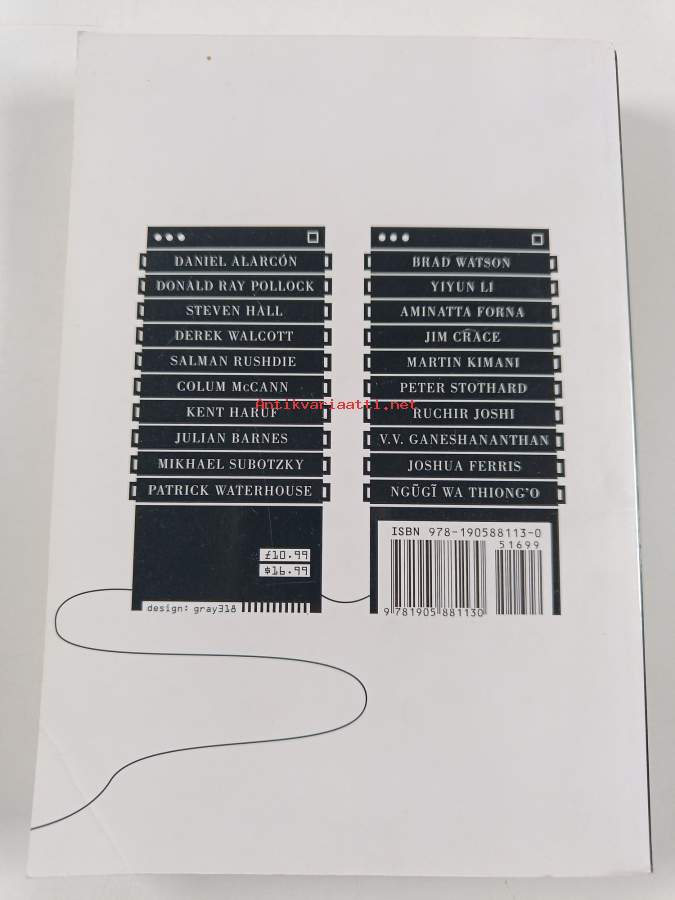 DANIEL ALARCÓN
DONALD RAY POLLOCK
STEVEN HALL
DEREK WALCOTT
SALMAN RUSHDIE
COLUM McCANN
KENT HARUF
JULIAN BARNES
MIKHAEL SUBOTZKY
PATRICK WATERHOUSE
£10.99
$16.99
design: gray318
BRAD WATSON
YIYUN LI
AMINATTA FORNA
JIM CRACE
MARTIN KIMANI
PETER STOTHARD
RUCHIR JOSHI
V.V. GANESHANANTHAN
JOSHUA FERRIS
NGŨGĨ WA THIONG'O
ISBN 978-190588113-0
51699
9 781905 881130
Antikvariaatti.net